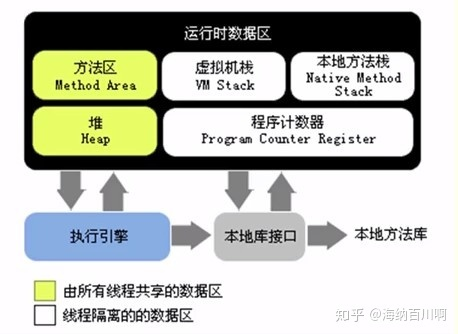 运行时数据区
方法区
Method Area
虚拟机栈
VM Stack
本地方法栈
Native Method
Stack
堆
Heap
程序计数器
Program Counter Register
执行引擎
本地库接口
本地方法库
由所有线程共享的数据区
线程隔离的的数据区
知乎 @海纳百川啊